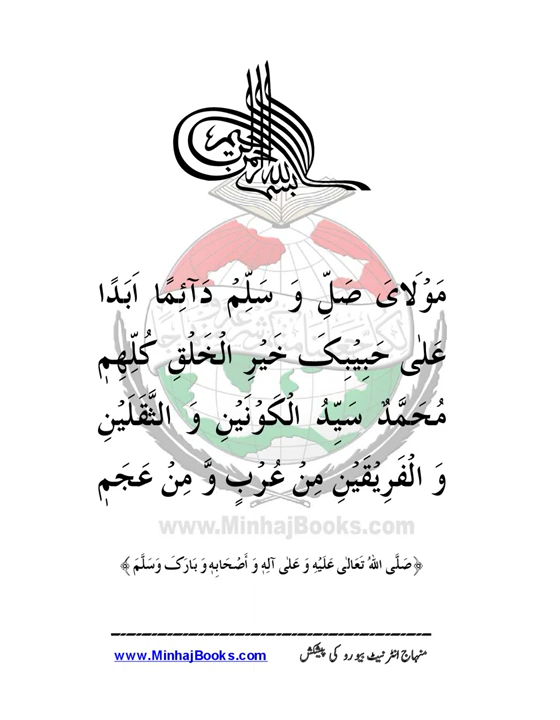 بسم الله الرحمن الرحيم
مَوْلَایَ صَلِّ وَ سَلِّمْ دَآئِمًا اَبَدًا
عَلٰی حَبِيْبِکَ خَيْرِ الْخَلْقِ کُلِّهِمِ
مُحَمَّدٌ سَيِّدُ الْکَوْنَيْنِ وَ الثَّقَلَيْنِ
وَ الْفَرِيْقَيْنِ مِنْ عُرْبٍ وَّ مِنْ عَجَمِ
www.MinhajBooks.com
﴿صَلَّی اللهُ تَعَالٰی عَلَيْهِ وَ عَلٰی آلِهٖ وَ أَصْحَابِهٖ وَ بَارَکَ وَسَلَّمَ﴾
منہاج انٹرنیٹ بیورو کی پیشکش www.MinhajBooks.com